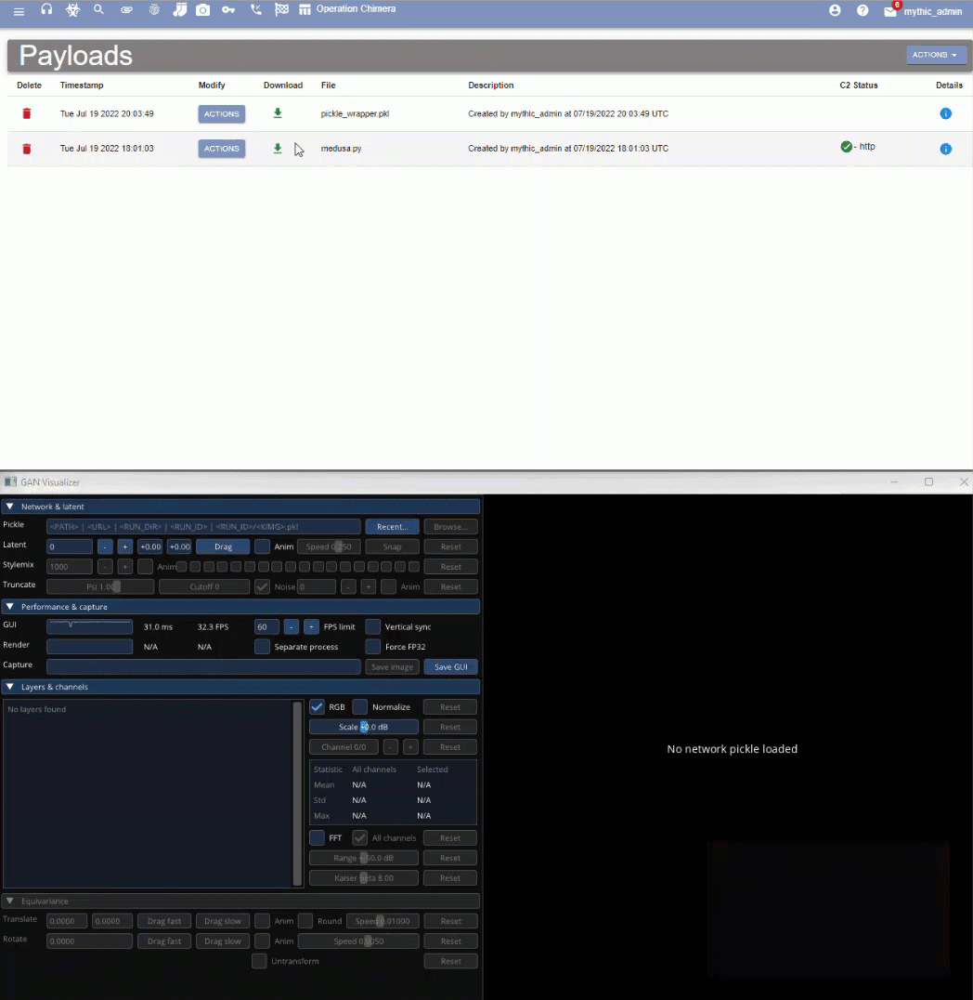 Operation Chimera 6 mythic_admin
Payloads ACTIONS
Delete Timestamp Modify Download File Description C2 Status Details
Tue Jul 19 2022 20:03:49 ACTIONS pickle_wrapper.pkl Created by mythic_admin at 07/19/2022 20:03:49 UTC
Tue Jul 19 2022 18:01:03 ACTIONS medusa.py Created by mythic_admin at 07/19/2022 18:01:03 UTC - http
GAN Visualizer
Network & latent
Pickle <PATH> | <URL> | <RUN_DIR> | <RUN_ID> | <RUN_ID>/<KIMG>.pkl Recent... Browse...
Latent 0 - + +0.00 +0.00 Drag Anim Speed 0.250 Snap Reset
Stylemix 1000 - + Anim Reset
Truncate Psi 1.00 Cutoff 0 Noise 0 - + Anim Reset
Performance & capture
GUI 31.0 ms 32.3 FPS 60 - + FPS limit Vertical sync
Render N/A N/A Separate process Force FP32
Capture Save image Save GUI
Layers & channels
No layers found
RGB Normalize Reset
Scale +0.0 dB Reset
Channel 0/0 - + Reset
Statistic All channels Selected
Mean N/A N/A
Std N/A N/A
Max N/A N/A
FFT All channels Reset
Range +-50.0 dB Reset
Kaiser beta 8.00 Reset
No network pickle loaded
Equivariance
Translate 0.0000 0.0000 Drag fast Drag slow Anim Round Speed 0.01000 Reset
Rotate 0.0000 Drag fast Drag slow Anim Speed 0.0050 Reset
Untransform Reset